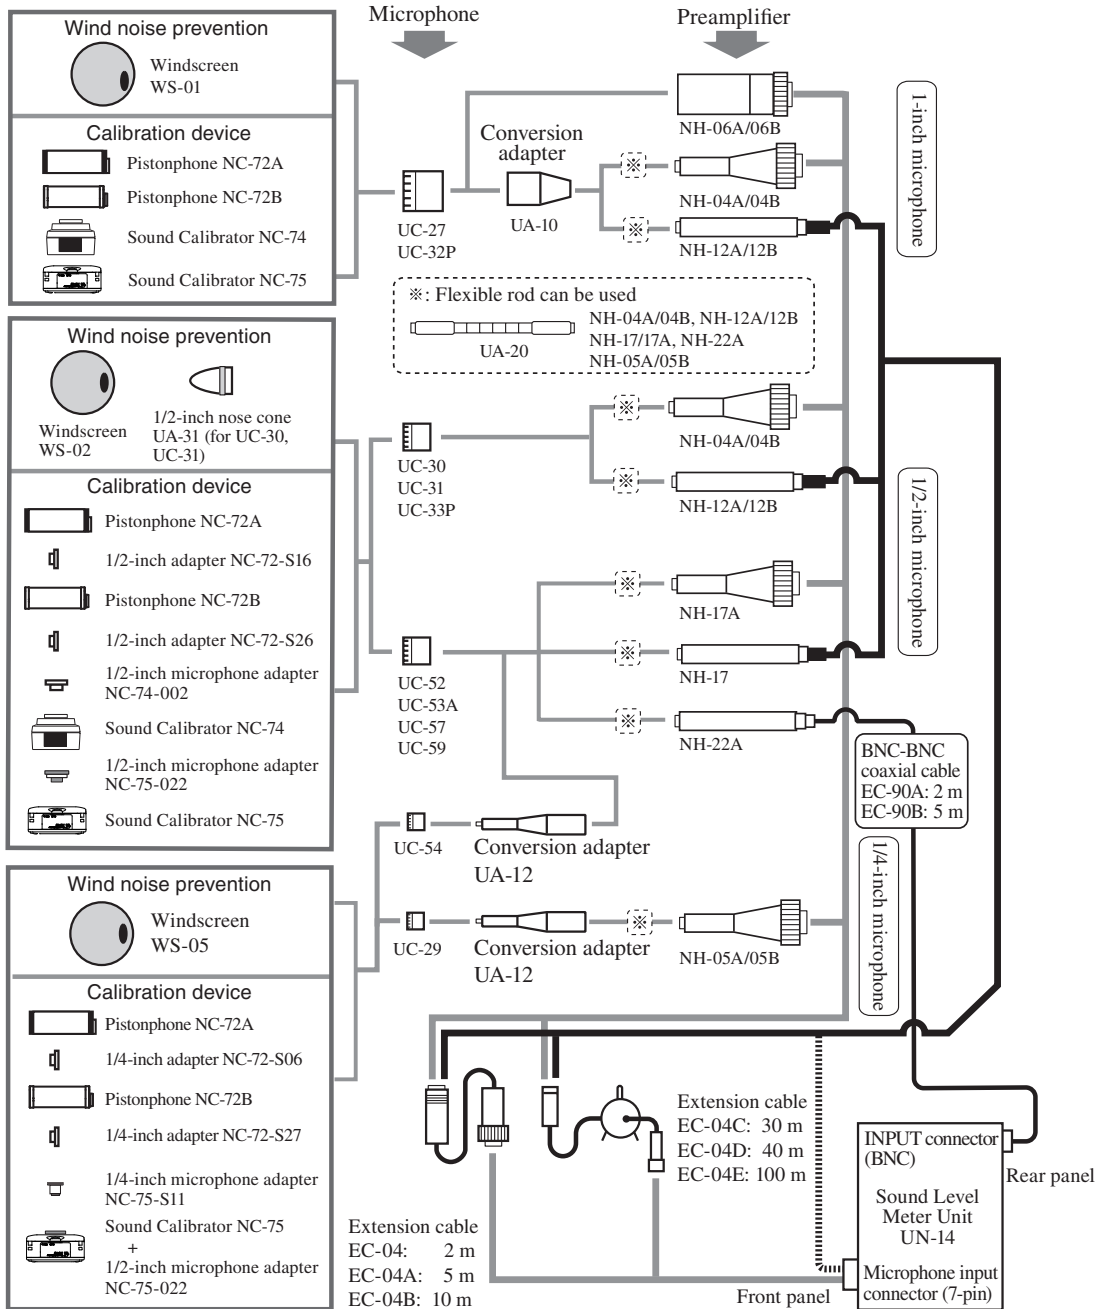 Microphone
Preamplifier
Wind noise prevention
Windscreen
WS-01
Calibration device
Pistonphone NC-72A
Pistonphone NC-72B
Sound Calibrator NC-74
Sound Calibrator NC-75
UC-27
UC-32P
Conversion
adapter
UA-10
NH-06A/06B
※
NH-04A/04B
※
NH-12A/12B
1-inch microphone
※: Flexible rod can be used
UA-20
NH-04A/04B, NH-12A/12B
NH-17/17A, NH-22A
NH-05A/05B
Wind noise prevention
Windscreen
WS-02
1/2-inch nose cone
UA-31 (for UC-30,
UC-31)
Calibration device
Pistonphone NC-72A
1/2-inch adapter NC-72-S16
Pistonphone NC-72B
1/2-inch adapter NC-72-S26
1/2-inch microphone adapter
NC-74-002
Sound Calibrator NC-74
1/2-inch microphone adapter
NC-75-022
Sound Calibrator NC-75
UC-30
UC-31
UC-33P
※
NH-04A/04B
※
NH-12A/12B
1/2-inch microphone
UC-52
UC-53A
UC-57
UC-59
※
NH-17A
※
NH-17
※
NH-22A
BNC-BNC
coaxial cable
EC-90A: 2 m
EC-90B: 5 m
UC-54
Conversion adapter
UA-12
1/4-inch microphone
UC-29
Conversion adapter
UA-12
※
NH-05A/05B
Wind noise prevention
Windscreen
WS-05
Calibration device
Pistonphone NC-72A
1/4-inch adapter NC-72-S06
Pistonphone NC-72B
1/4-inch adapter NC-72-S27
1/4-inch microphone adapter
NC-75-S11
Sound Calibrator NC-75
+
1/2-inch microphone adapter
NC-75-022
Extension cable
EC-04: 2 m
EC-04A: 5 m
EC-04B: 10 m
Extension cable
EC-04C: 30 m
EC-04D: 40 m
EC-04E: 100 m
INPUT connector
(BNC)
Rear panel
Sound Level
Meter Unit
UN-14
Microphone input
connector (7-pin)
Front panel